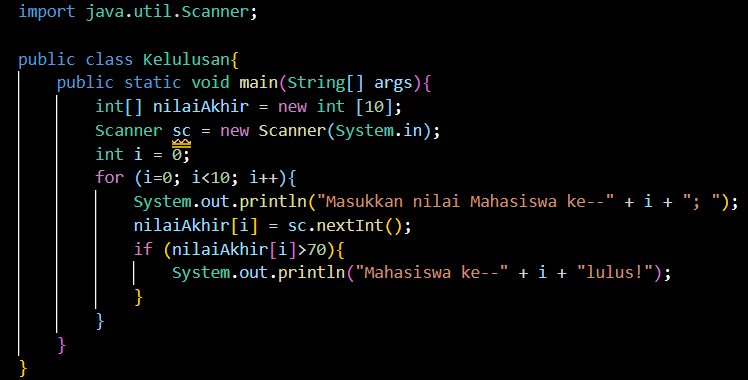 import java.util.Scanner;
public class Kelulusan{
public static void main(String[] args){
int[] nilaiAkhir = new int [10];
Scanner sc = new Scanner(System.in);
int i = 0;
for (i=0; i<10; i++){
System.out.println("Masukkan nilai Mahasiswa ke--" + i + "; ");
nilaiAkhir[i] = sc.nextInt();
if (nilaiAkhir[i]>70){
System.out.println("Mahasiswa ke--" + i + "lulus!");
}
}
}
}